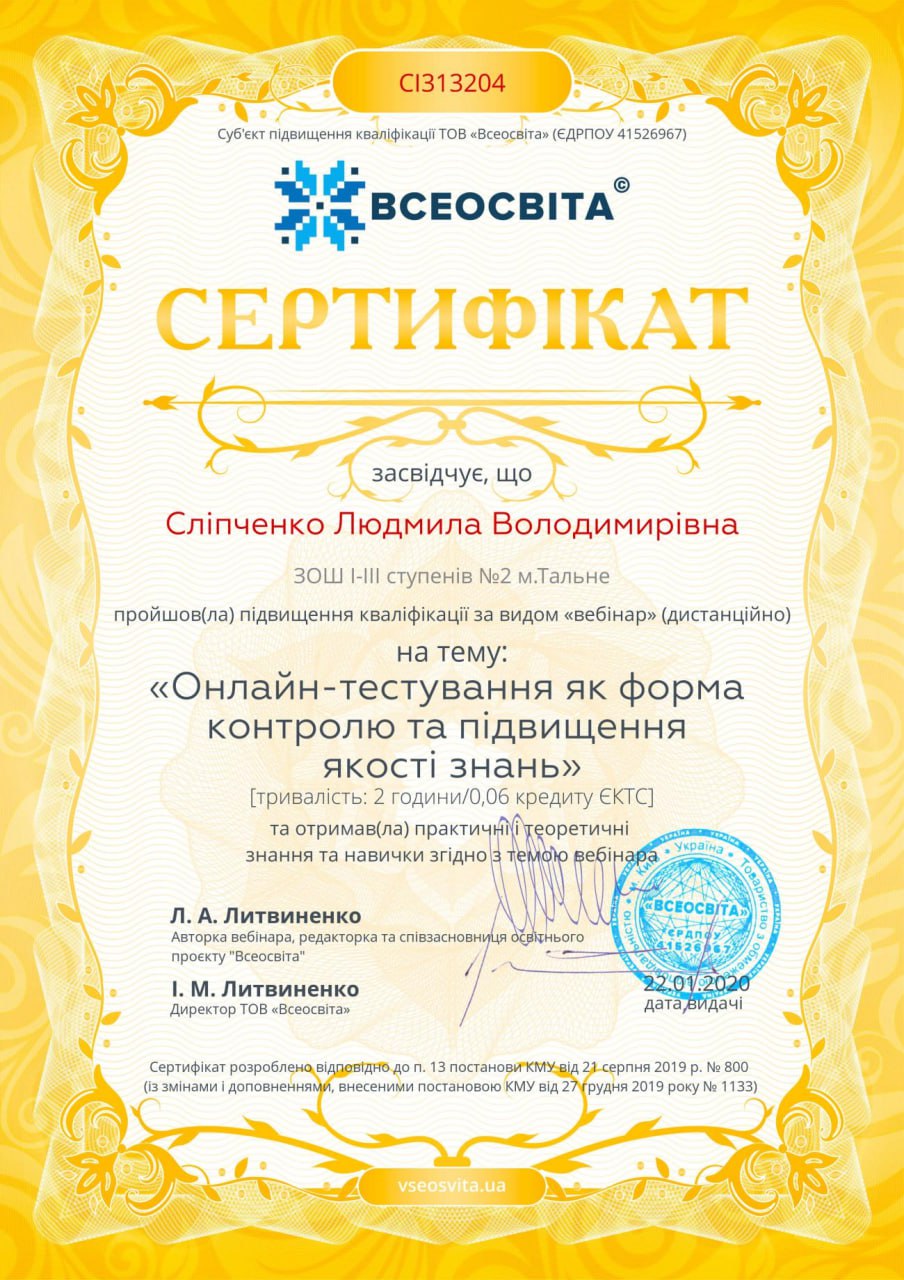 СІ313204
Суб'єкт підвищення кваліфікації ТОВ «Всеосвіта» (ЄДРПОУ 41526967)
ВСЕОСВІТА©
СЕРТИФІКАТ
засвідчує, що
Сліпченко Людмила Володимирівна
ЗОШ І-ІІІ ступенів №2 м.Тальне
пройшов(ла) підвищення кваліфікації за видом «вебінар» (дистанційно)
на тему:
«Онлайн-тестування як форма
контролю та підвищення
якості знань»
[тривалість: 2 години/0,06 кредиту ЄКТС]
та отримав(ла) практичні і теоретичні
знання та навички згідно з темою вебінара
Л. А. Литвиненко
Авторка вебінара, редакторка та співзасновниця освітнього
проєкту "Всеосвіта"
І. М. Литвиненко
Директор ТОВ «Всеосвіта»
Україна
м. Київ
Товариство з обмеженою
«ВСЕОСВІТА»
ЄРДПОУ
41526967
22.01.2020
дата видачі
Сертифікат розроблено відповідно до п. 13 постанови КМУ від 21 серпня 2019 р. № 800
(із змінами і доповненнями, внесеними постановою КМУ від 27 грудня 2019 року № 1133)
vseosvita.ua